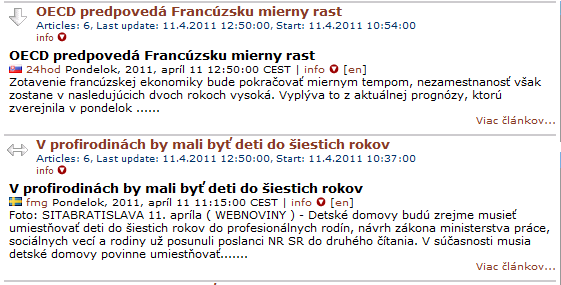 OECD predpovedá Francúzsku mierny rast
Articles: 6, Last update: 11.4.2011 12:50:00, Start: 11.4.2011 10:54:00
info
OECD predpovedá Francúzsku mierny rast
24hod Pondelok, 2011, apríl 11 12:50:00 CEST | info [en]
Zotavenie francúzskej ekonomiky bude pokračovať miernym tempom, nezamestnanosť však
zostane v nasledujúcich dvoch rokoch vysoká. Vyplýva to z aktuálnej prognózy, ktorú
zverejnila v pondelok ......
Viac článkov...
V profirodinách by mali byť deti do šiestich rokov
Articles: 6, Last update: 11.4.2011 12:50:00, Start: 11.4.2011 10:37:00
info
V profirodinách by mali byť deti do šiestich rokov
fmg Pondelok, 2011, apríl 11 11:15:00 CEST | info [en]
Foto: SITABRATISLAVA 11. apríla ( WEBNOVINY ) - Detské domovy budú zrejme musieť
umiestňovať deti do šiestich rokov do profesionálnych rodín, návrh zákona ministerstva práce,
sociálnych vecí a rodiny už posunuli poslanci NR SR do druhého čítania. V súčasnosti musia
detské domovy povinne umiestňovať.......
Viac článkov...